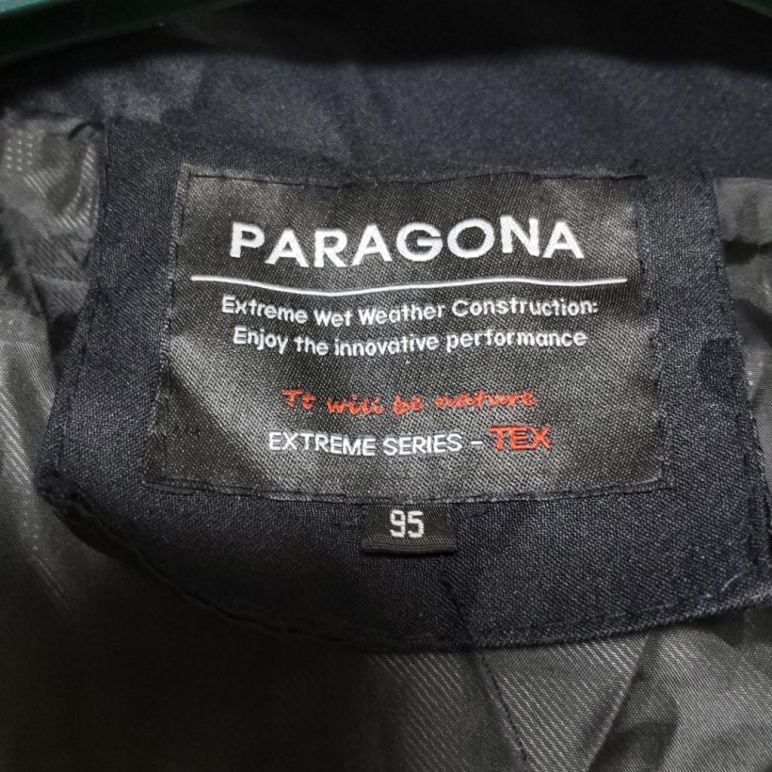 PARAGONA
Extreme Wet Weather Construction:
Enjoy the innovative performance
It will be nature
EXTREME SERIES - TEX
95